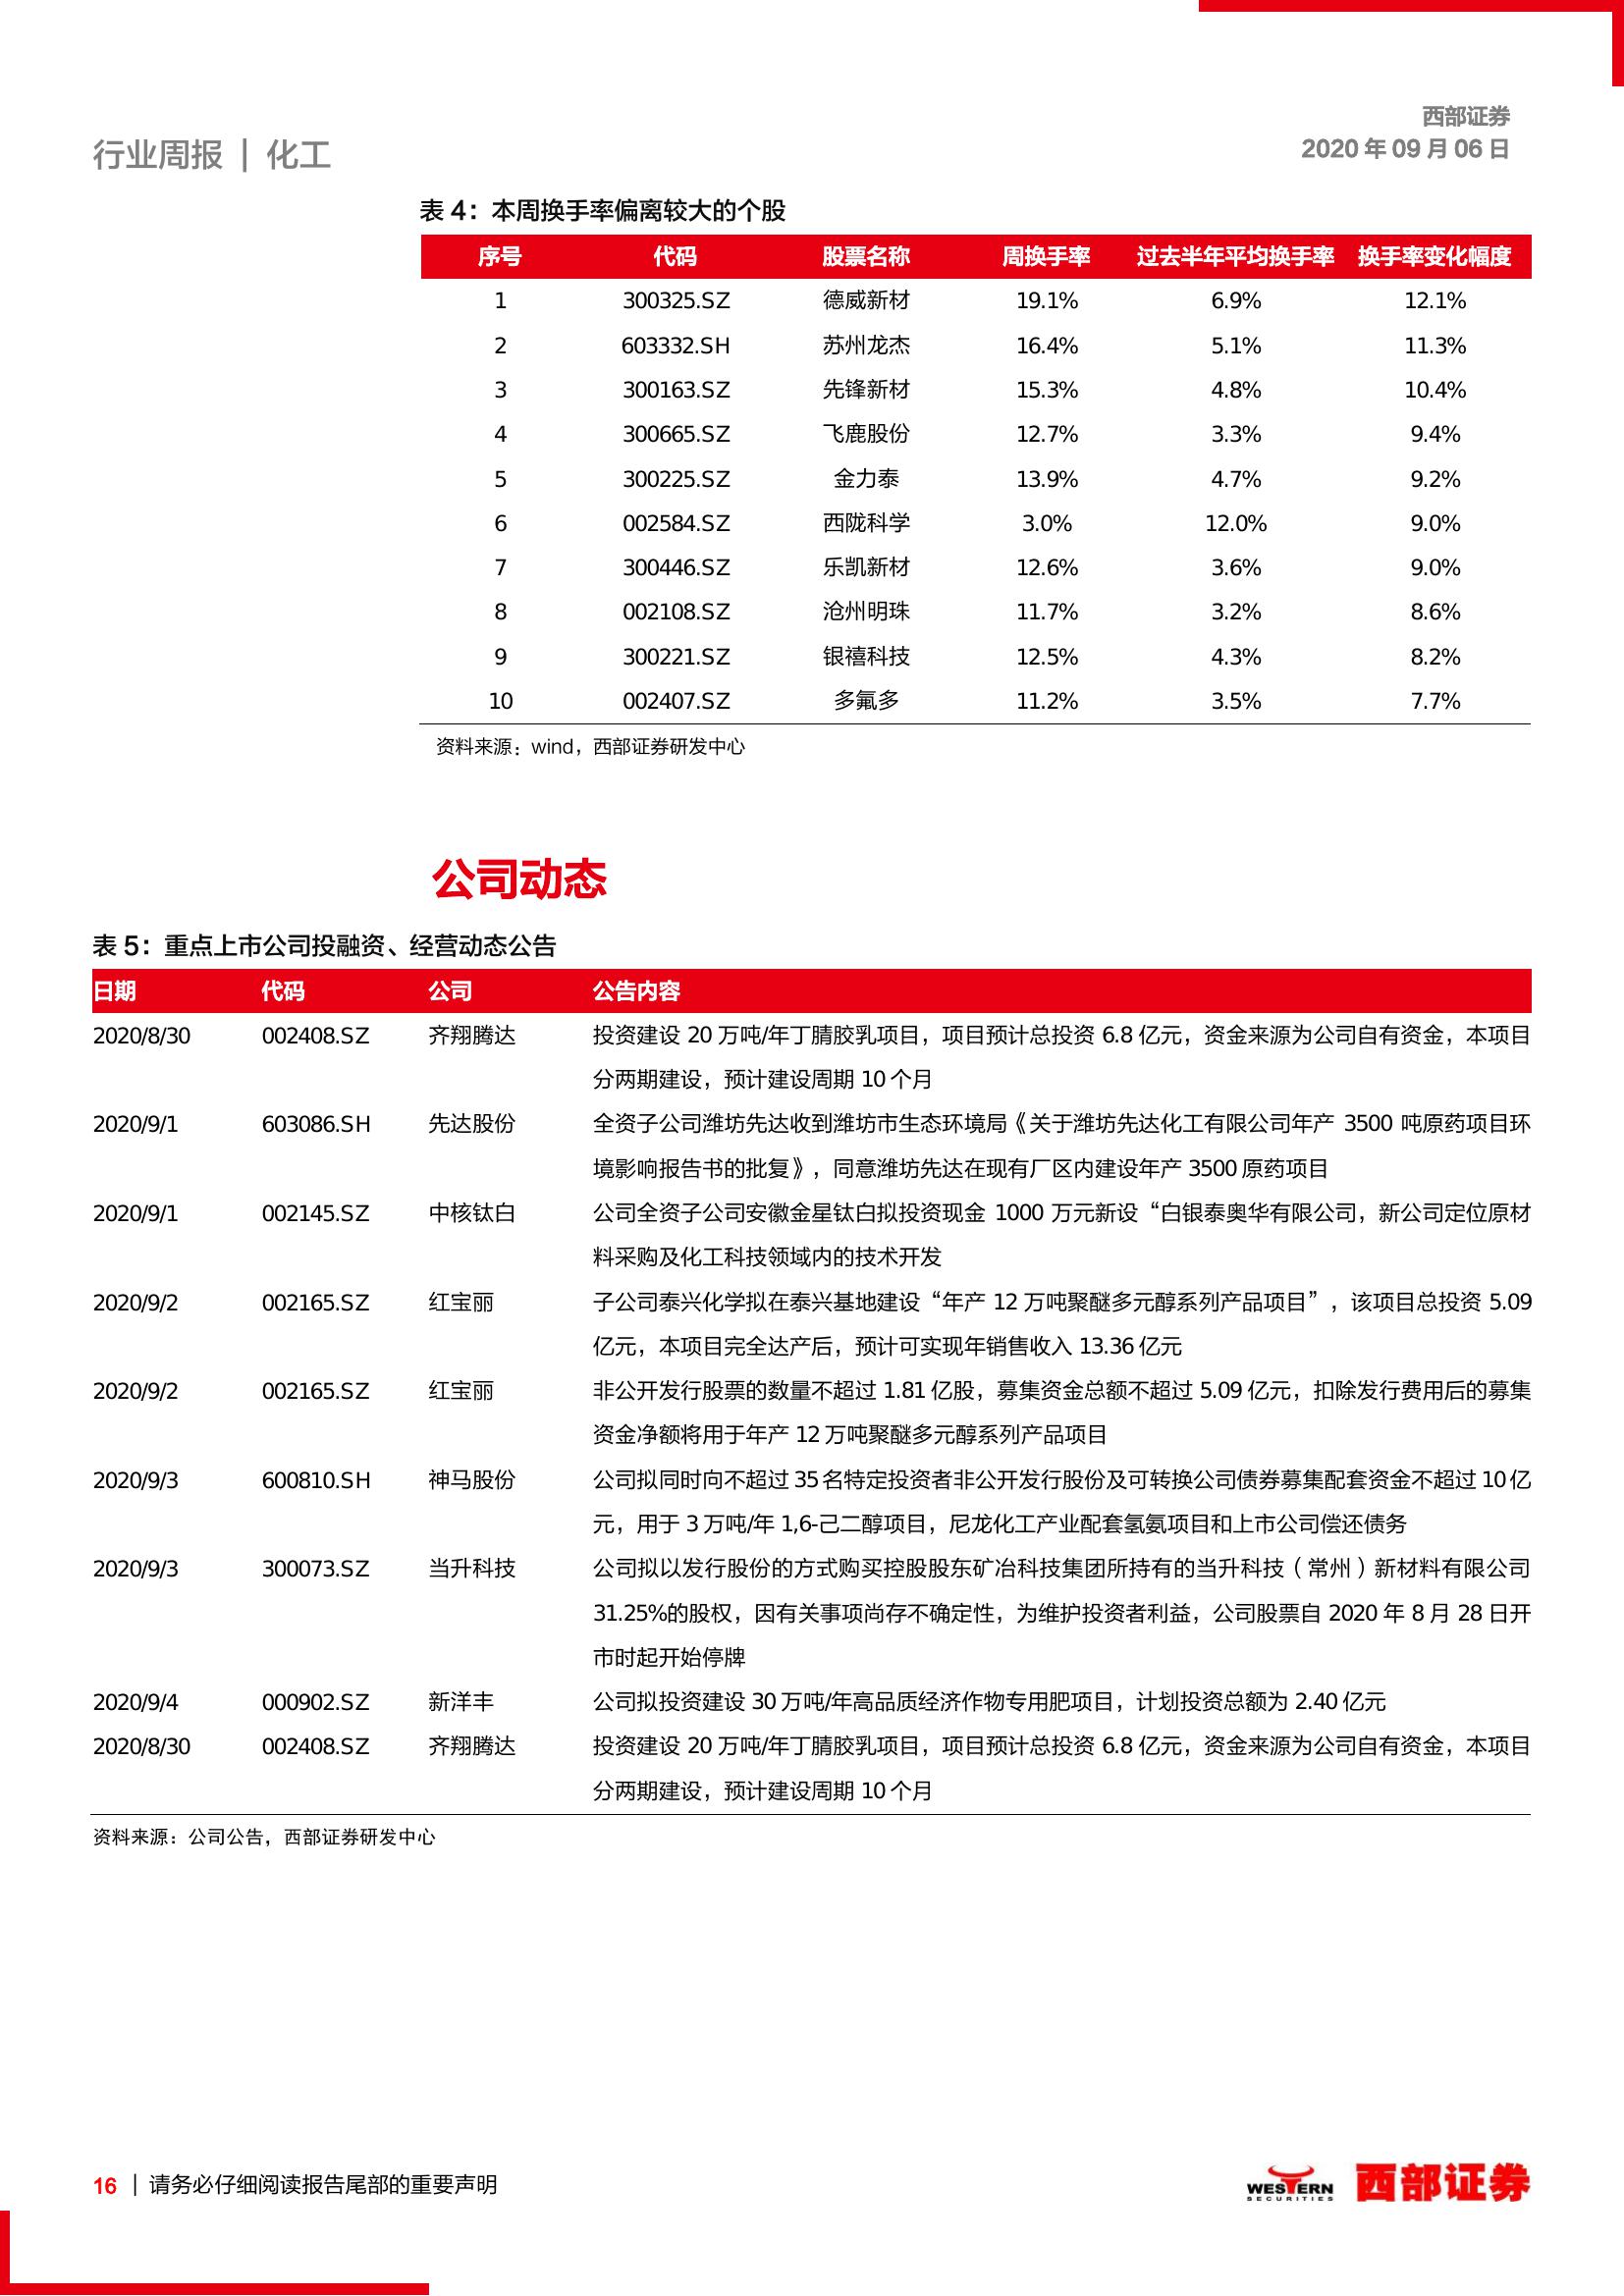 西部证券
行业周报 | 化工
2020 年 09 月 06 日
表 4：本周换手率偏离较大的个股
序号 代码 股票名称 周换手率 过去半年平均换手率 换手率变化幅度
1 300325.SZ 德威新材 19.1% 6.9% 12.1%
2 603332.SH 苏州龙杰 16.4% 5.1% 11.3%
3 300163.SZ 先锋新材 15.3% 4.8% 10.4%
4 300665.SZ 飞鹿股份 12.7% 3.3% 9.4%
5 300225.SZ 金力泰 13.9% 4.7% 9.2%
6 002584.SZ 西陇科学 3.0% 12.0% 9.0%
7 300446.SZ 乐凯新材 12.6% 3.6% 9.0%
8 002108.SZ 沧州明珠 11.7% 3.2% 8.6%
9 300221.SZ 银禧科技 12.5% 4.3% 8.2%
10 002407.SZ 多氟多 11.2% 3.5% 7.7%
资料来源：wind，西部证券研发中心
公司动态
表 5：重点上市公司投融资、经营动态公告
日期 代码 公司 公告内容
2020/8/30 002408.SZ 齐翔腾达 投资建设 20 万吨/年丁腈胶乳项目，项目预计总投资 6.8 亿元，资金来源为公司自有资金，本项目
分两期建设，预计建设周期 10 个月
2020/9/1 603086.SH 先达股份 全资子公司潍坊先达收到潍坊市生态环境局《关于潍坊先达化工有限公司年产 3500 吨原药项目环
境影响报告书的批复》，同意潍坊先达在现有厂区内建设年产 3500 原药项目
2020/9/1 002145.SZ 中核钛白 公司全资子公司安徽金星钛白拟投资现金 1000 万元新设“白银泰奥华有限公司，新公司定位原材
料采购及化工科技领域内的技术开发
2020/9/2 002165.SZ 红宝丽 子公司泰兴化学拟在泰兴基地建设“年产 12 万吨聚醚多元醇系列产品项目”，该项目总投资 5.09
亿元，本项目完全达产后，预计可实现年销售收入 13.36 亿元
2020/9/2 002165.SZ 红宝丽 非公开发行股票的数量不超过 1.81 亿股，募集资金总额不超过 5.09 亿元，扣除发行费用后的募集
资金净额将用于年产 12 万吨聚醚多元醇系列产品项目
2020/9/3 600810.SH 神马股份 公司拟同时向不超过 35 名特定投资者非公开发行股份及可转换公司债券募集配套资金不超过 10 亿
元，用于 3 万吨/年 1,6-己二醇项目，尼龙化工产业配套氢氨项目和上市公司偿还债务
2020/9/3 300073.SZ 当升科技 公司拟以发行股份的方式购买控股股东矿冶科技集团所持有的当升科技（常州）新材料有限公司
31.25%的股权，因有关事项尚存不确定性，为维护投资者利益，公司股票自 2020 年 8 月 28 日开
市时起开始停牌
2020/9/4 000902.SZ 新洋丰 公司拟投资建设 30 万吨/年高品质经济作物专用肥项目，计划投资总额为 2.40 亿元
2020/8/30 002408.SZ 齐翔腾达 投资建设 20 万吨/年丁腈胶乳项目，项目预计总投资 6.8 亿元，资金来源为公司自有资金，本项目
分两期建设，预计建设周期 10 个月
资料来源：公司公告，西部证券研发中心
16 | 请务必仔细阅读报告尾部的重要声明
WESTERN
SECURITIES
西部证券